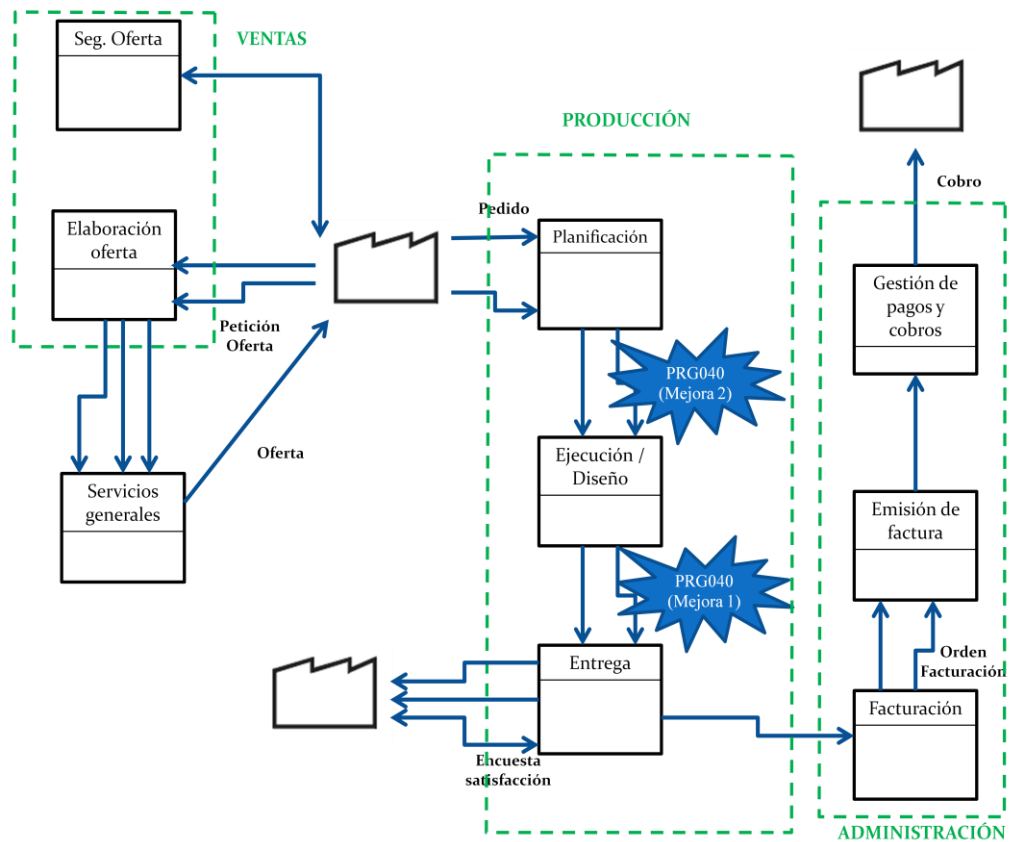 Seg. Oferta
VENTAS
Elaboración
oferta
Petición
Oferta
Servicios
generales
Oferta
PRODUCCIÓN
Pedido
Planificación
PRG040
(Mejora 2)
Ejecución /
Diseño
PRG040
(Mejora 1)
Entrega
Encuesta
satisfacción
Cobro
Gestión de
pagos y
cobros
Emisión de
factura
Orden
Facturación
Facturación
ADMINISTRACIÓN